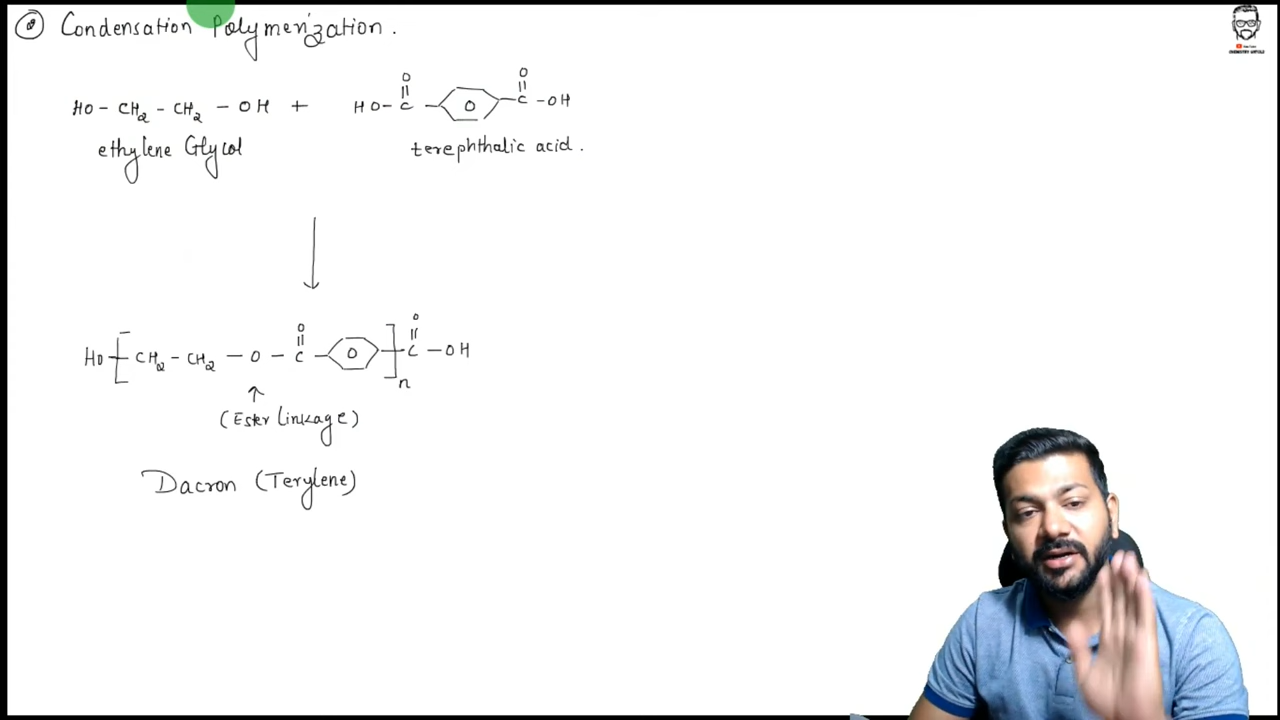 Condensation Polymerization.
HO-CH2-CH2-OH + HO-C(=O)-⌬-C(=O)-OH
ethylene Glycol
terephthalic acid.
HO-[CH2-CH2-O-C(=O)-⌬]n-C(=O)-OH
↑
(Ester linkage)
Dacron (Terylene)